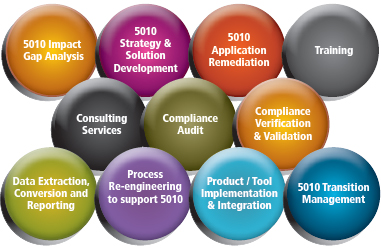 5010 Impact
Gap Analysis
5010
Strategy &
Solution
Development
5010
Application
Remediation
Training
Consulting
Services
Compliance
Audit
Compliance
Verification
& Validation
Data Extraction,
Conversion and
Reporting
Process
Re-engineering
to support 5010
Product / Tool
Implementation
& Integration
5010 Transition
Management